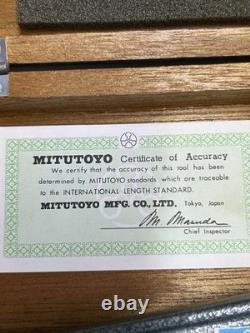 MITUTOYO Certificate of Accuracy
We certify that the accuracy of this tool has been
determined by MITUTOYO standards which are traceable
to the INTERNATIONAL LENGTH STANDARD.
MITUTOYO MFG. CO., LTD. Tokyo, Japan
M. Masuda
Chief Inspector